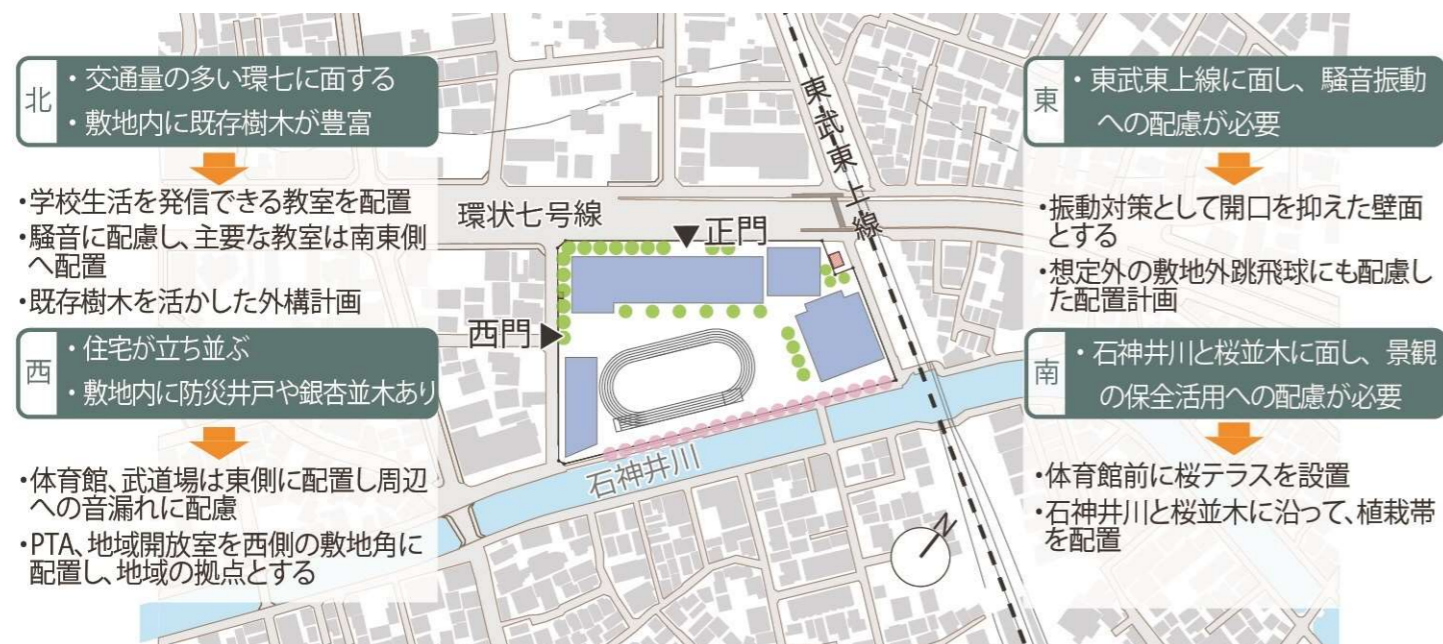 北
・交通量の多い環七に面する
・敷地内に既存樹木が豊富
・学校生活を発信できる教室を配置
・騒音に配慮し、主要な教室は南東側
へ配置
・既存樹木を活かした外構計画
西
・住宅が立ち並ぶ
・敷地内に防災井戸や銀杏並木あり
・体育館、武道場は東側に配置し周辺
への音漏れに配慮
・PTA、地域開放室を西側の敷地角に
配置し、地域の拠点とする
環状七号線
▼正門
西門▶
東武東上線
石神井川
N
東
・東武東上線に面し、騒音振動
への配慮が必要
・振動対策として開口を抑えた壁面
とする
・想定外の敷地外跳飛球にも配慮し
た配置計画
南
・石神井川と桜並木に面し、景観
の保全活用への配慮が必要
・体育館前に桜テラスを設置
・石神井川と桜並木に沿って、植栽帯
を配置